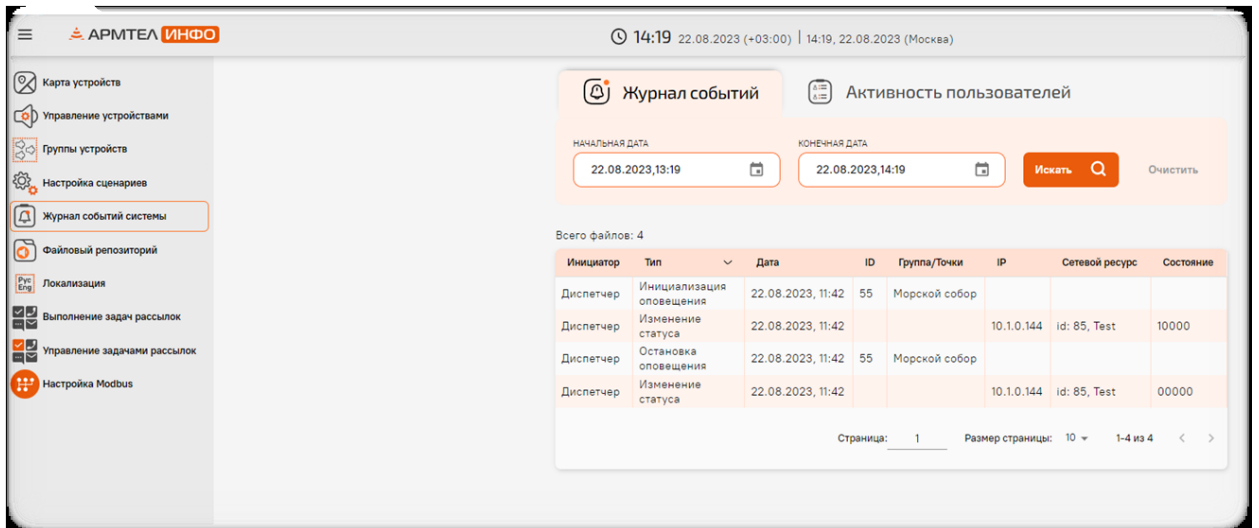 АРМТЕЛ ИНФО
14:19 22.08.2023 (+03:00) | 14:19, 22.08.2023 (Москва)
Карта устройств
Управление устройствами
Группы устройств
Настройка сценариев
Журнал событий системы
Файловый репозиторий
Рус
Eng
Локализация
Выполнение задач рассылок
Управление задачами рассылок
Настройка Modbus
Журнал событий
Активность пользователей
НАЧАЛЬНАЯ ДАТА
КОНЕЧНАЯ ДАТА
22.08.2023,13:19
22.08.2023,14:19
Искать
Очистить
Всего файлов: 4
Инициатор Тип Дата ID Группа/Точки IP Сетевой ресурс Состояние
Диспетчер Инициализация оповещения 22.08.2023, 11:42 55 Морской собор
Диспетчер Изменение статуса 22.08.2023, 11:42 10.1.0.144 id: 85, Test 10000
Диспетчер Остановка оповещения 22.08.2023, 11:42 55 Морской собор
Диспетчер Изменение статуса 22.08.2023, 11:42 10.1.0.144 id: 85, Test 00000
Страница: 1 Размер страницы: 10 1-4 из 4